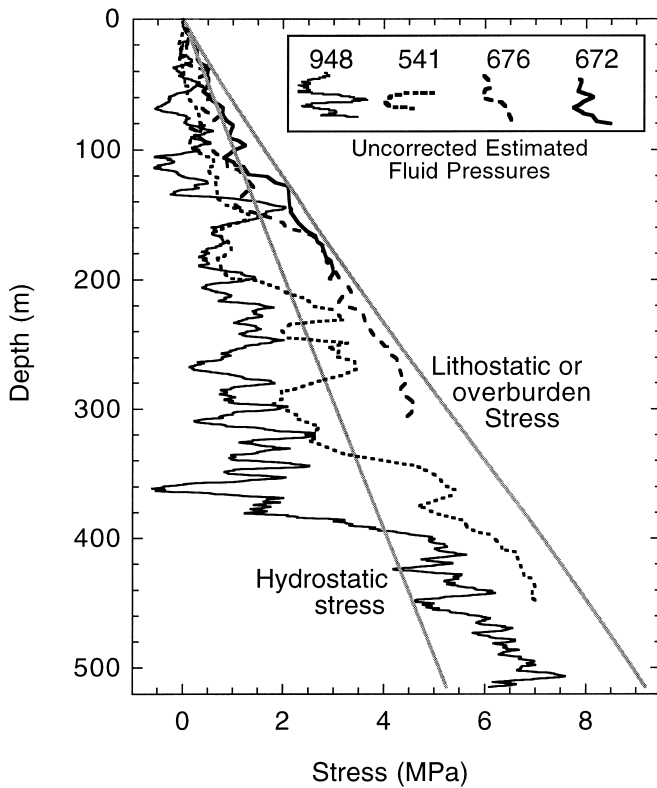 948 541 676 672
Uncorrected Estimated
Fluid Pressures
Lithostatic or
overburden
Stress
Hydrostatic
stress
Depth (m)
0
100
200
300
400
500
0 2 4 6 8
Stress (MPa)